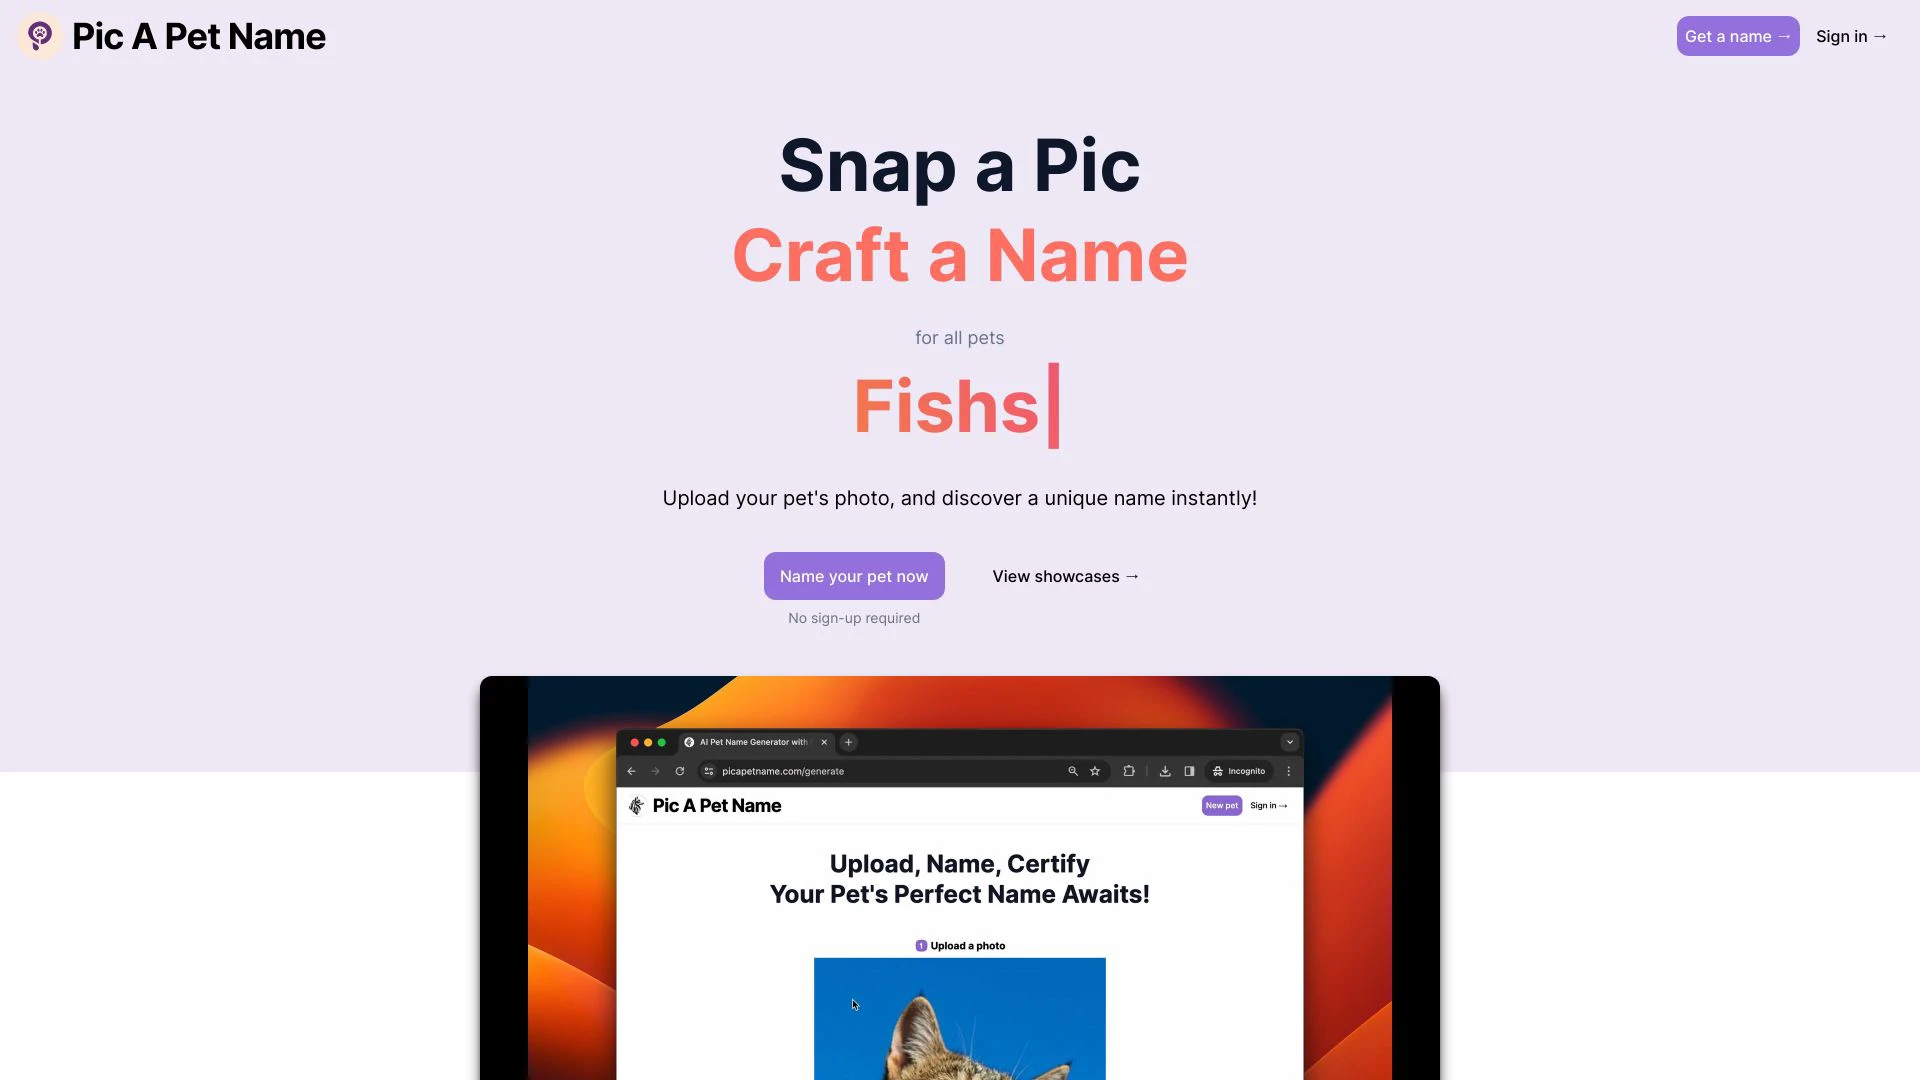 Pic A Pet Name
Get a name →
Sign in →
Snap a Pic
Craft a Name
for all pets
Fishs
Upload your pet's photo, and discover a unique name instantly!
Name your pet now
View showcases →
No sign-up required
AI Pet Name Generator with
picapetname.com/generate
Incognito
Pic A Pet Name
New pet
Sign in →
Upload, Name, Certify
Your Pet's Perfect Name Awaits!
1 Upload a photo